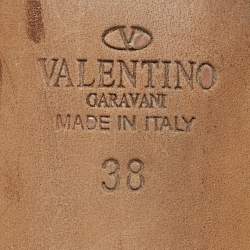 VALENTINO
GARAVANI
MADE IN ITALY
38